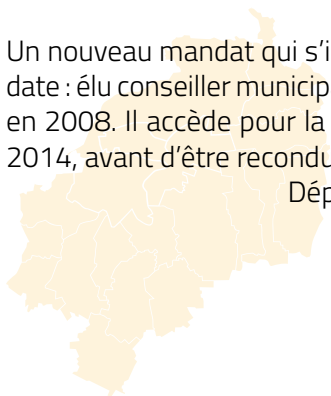 Un nouveau mandat qui s’i
date : élu conseiller municip
en 2008. Il accède pour la
2014, avant d’être recondu
Dép